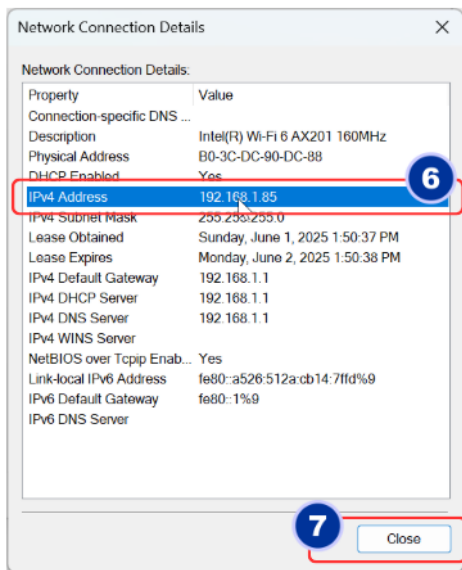 Network Connection Details
Network Connection Details:
Property Value
Connection-specific DNS ...
Description Intel(R) Wi-Fi 6 AX201 160MHz
Physical Address B0-3C-DC-90-DC-88
DHCP Enabled Yes
6
IPv4 Address 192.168.1.85
IPv4 Subnet Mask 255.255.255.0
Lease Obtained Sunday, June 1, 2025 1:50:37 PM
Lease Expires Monday, June 2, 2025 1:50:38 PM
IPv4 Default Gateway 192.168.1.1
IPv4 DHCP Server 192.168.1.1
IPv4 DNS Server 192.168.1.1
IPv4 WINS Server
NetBIOS over Tcpip Enab... Yes
Link-local IPv6 Address fe80::a526:512a:cb14:7ffd%9
IPv6 Default Gateway fe80::1%9
IPv6 DNS Server
7
Close